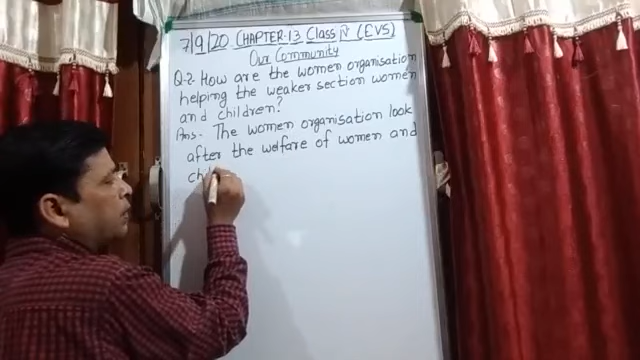 7/9/20 CHAPTER-13 Class IV (EVS)
Our Community
Q.2. How are the women organisation
helping the weaker section women
and children?
Ans- The women organisation look
after the welfare of women and
chil